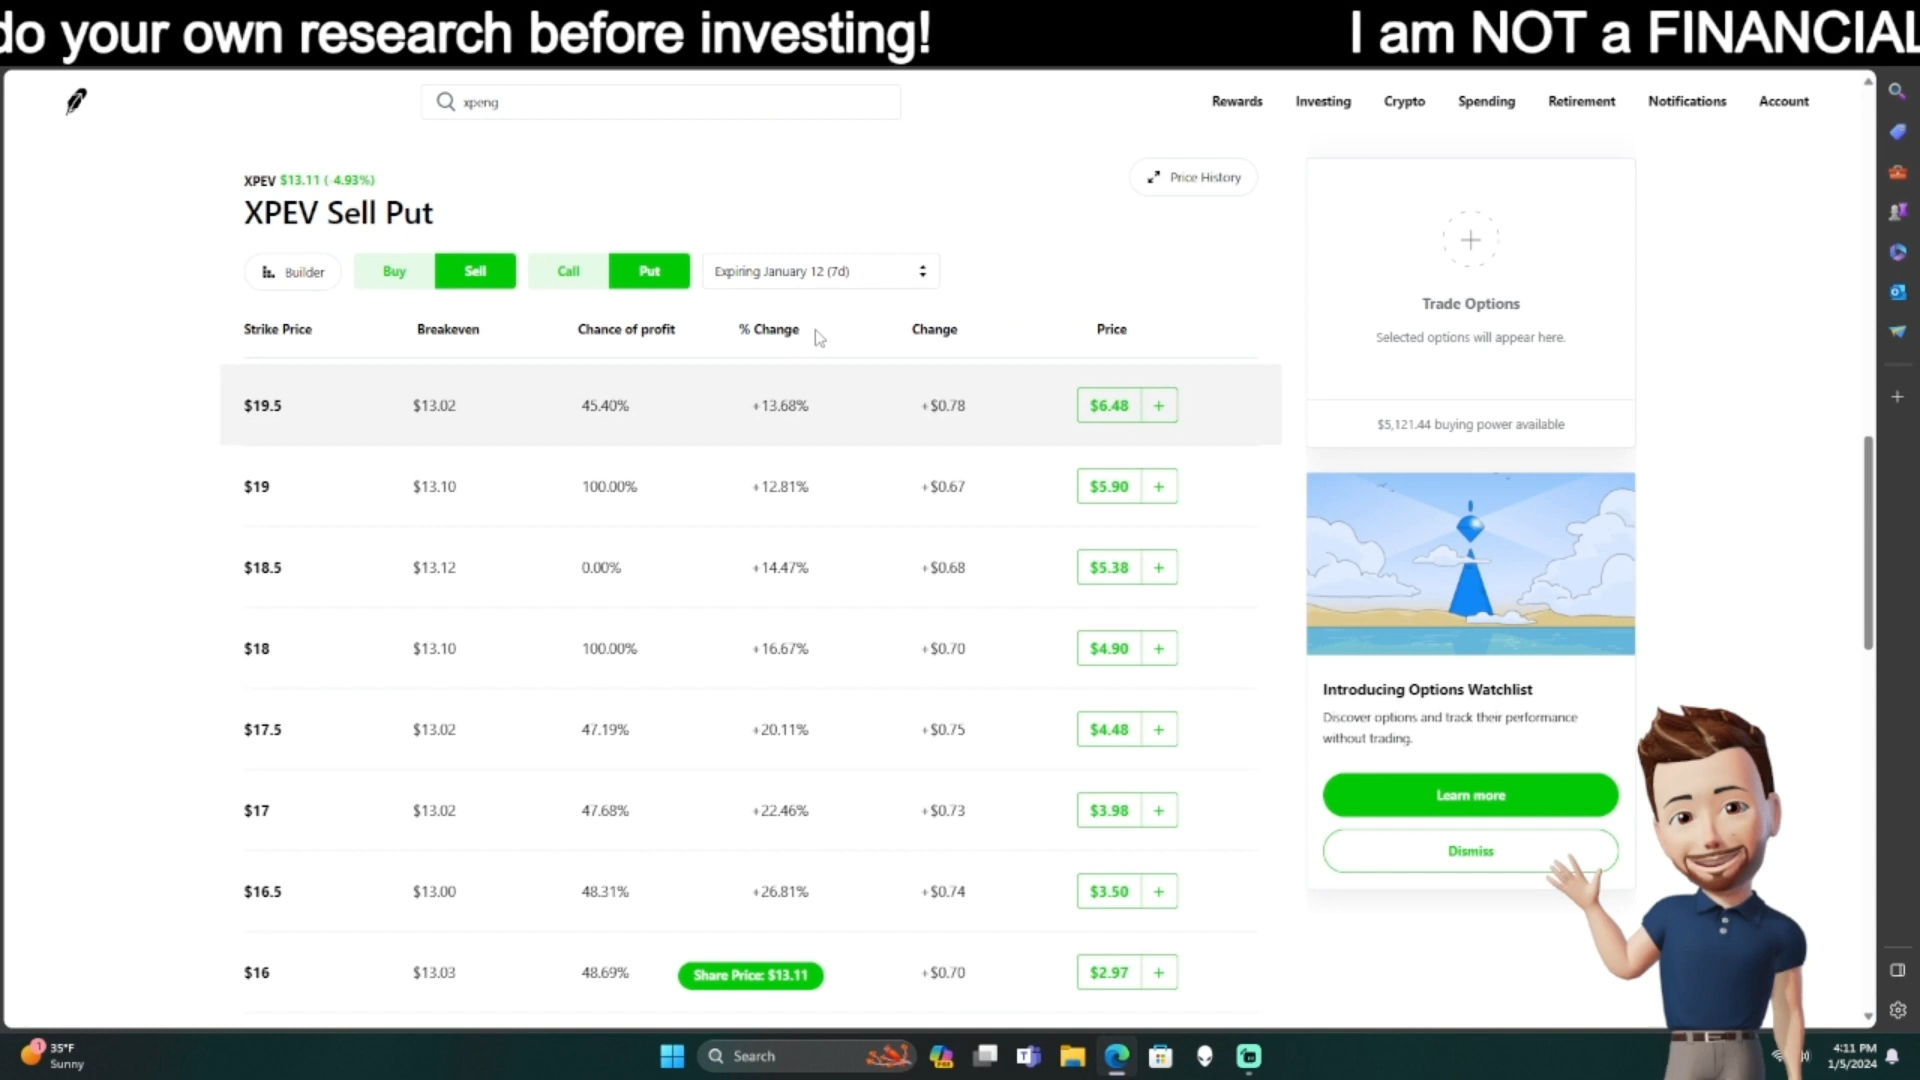 do your own research before investing!
I am NOT a FINANCIAL
xpeng
Rewards
Investing
Crypto
Spending
Retirement
Notifications
Account
XPEV $13.11 (-4.93%)
XPEV Sell Put
Price History
Builder
Buy
Sell
Call
Put
Expiring January 12 (7d)
Strike Price Breakeven Chance of profit % Change Change Price
$19.5 $13.02 45.40% +13.68% +$0.78 $6.48 +
$19 $13.10 100.00% +12.81% +$0.67 $5.90 +
$18.5 $13.12 0.00% +14.47% +$0.68 $5.38 +
$18 $13.10 100.00% +16.67% +$0.70 $4.90 +
$17.5 $13.02 47.19% +20.11% +$0.75 $4.48 +
$17 $13.02 47.68% +22.46% +$0.73 $3.98 +
$16.5 $13.00 48.31% +26.81% +$0.74 $3.50 +
$16 $13.03 48.69% +$0.70 $2.97 +
Share Price: $13.11
Trade Options
Selected options will appear here.
$5,121.44 buying power available
Introducing Options Watchlist
Discover options and track their performance
without trading.
Learn more
Dismiss
1
35°F
Sunny
Search
4:11 PM
1/5/2024